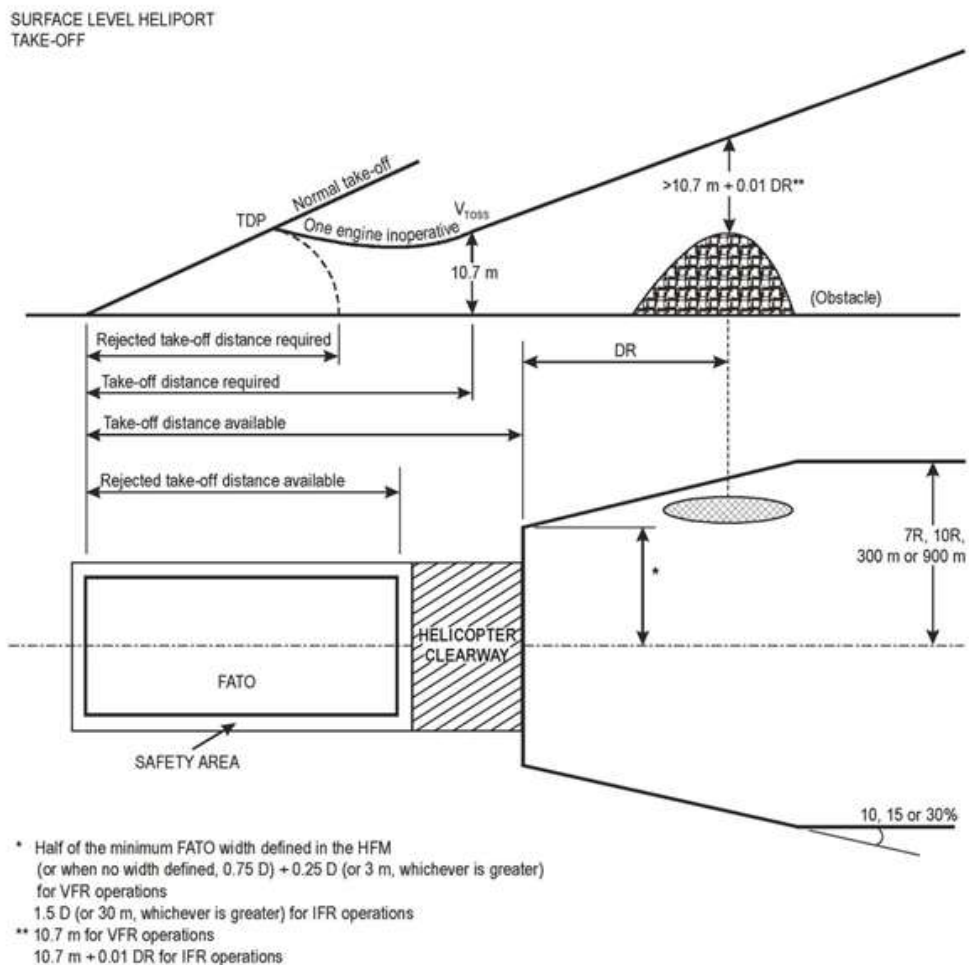 SURFACE LEVEL HELIPORT
TAKE-OFF
Normal take-off
TDP
One engine inoperative
VTOSS
10.7 m
>10.7 m + 0.01 DR**
(Obstacle)
Rejected take-off distance required
DR
Take-off distance required
Take-off distance available
Rejected take-off distance available
7R, 10R,
300 m or 900 m
*
HELICOPTER
CLEARWAY
FATO
SAFETY AREA
10, 15 or 30%
* Half of the minimum FATO width defined in the HFM
(or when no width defined, 0.75 D) + 0.25 D (or 3 m, whichever is greater)
for VFR operations
1.5 D (or 30 m, whichever is greater) for IFR operations
** 10.7 m for VFR operations
10.7 m + 0.01 DR for IFR operations